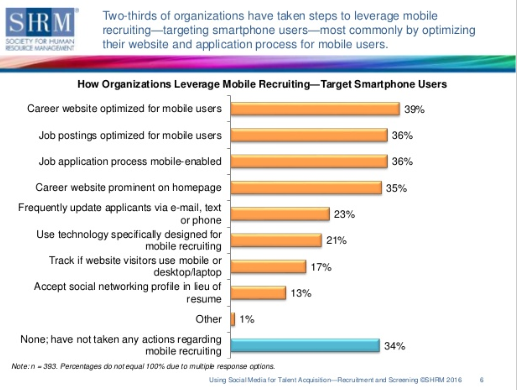 SHRM
SOCIETY FOR HUMAN
RESOURCE MANAGEMENT
Two-thirds of organizations have taken steps to leverage mobile
recruiting—targeting smartphone users—most commonly by optimizing
their website and application process for mobile users.
How Organizations Leverage Mobile Recruiting—Target Smartphone Users
Career website optimized for mobile users 39%
Job postings optimized for mobile users 36%
Job application process mobile-enabled 36%
Career website prominent on homepage 35%
Frequently update applicants via e-mail, text
or phone 23%
Use technology specifically designed for
mobile recruiting 21%
Track if website visitors use mobile or
desktop/laptop 17%
Accept social networking profile in lieu of
resume 13%
Other 1%
None; have not taken any actions regarding
mobile recruiting 34%
Note: n = 393. Percentages do not equal 100% due to multiple response options.
Using Social Media for Talent Acquisition—Recruitment and Screening ©SHRM 2016 6